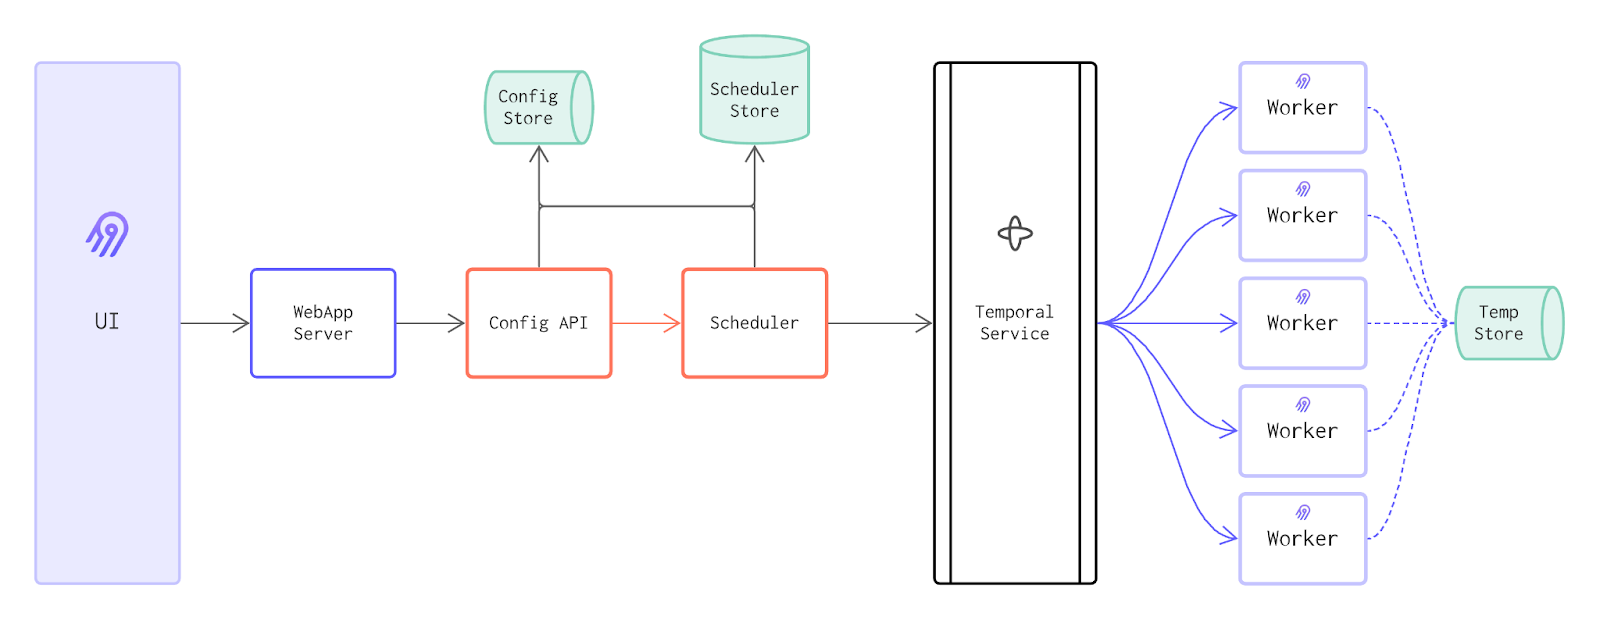 UI
WebApp
Server
Config
Store
Config API
Scheduler
Store
Scheduler
Temporal
Service
Worker
Worker
Worker
Worker
Worker
Temp
Store